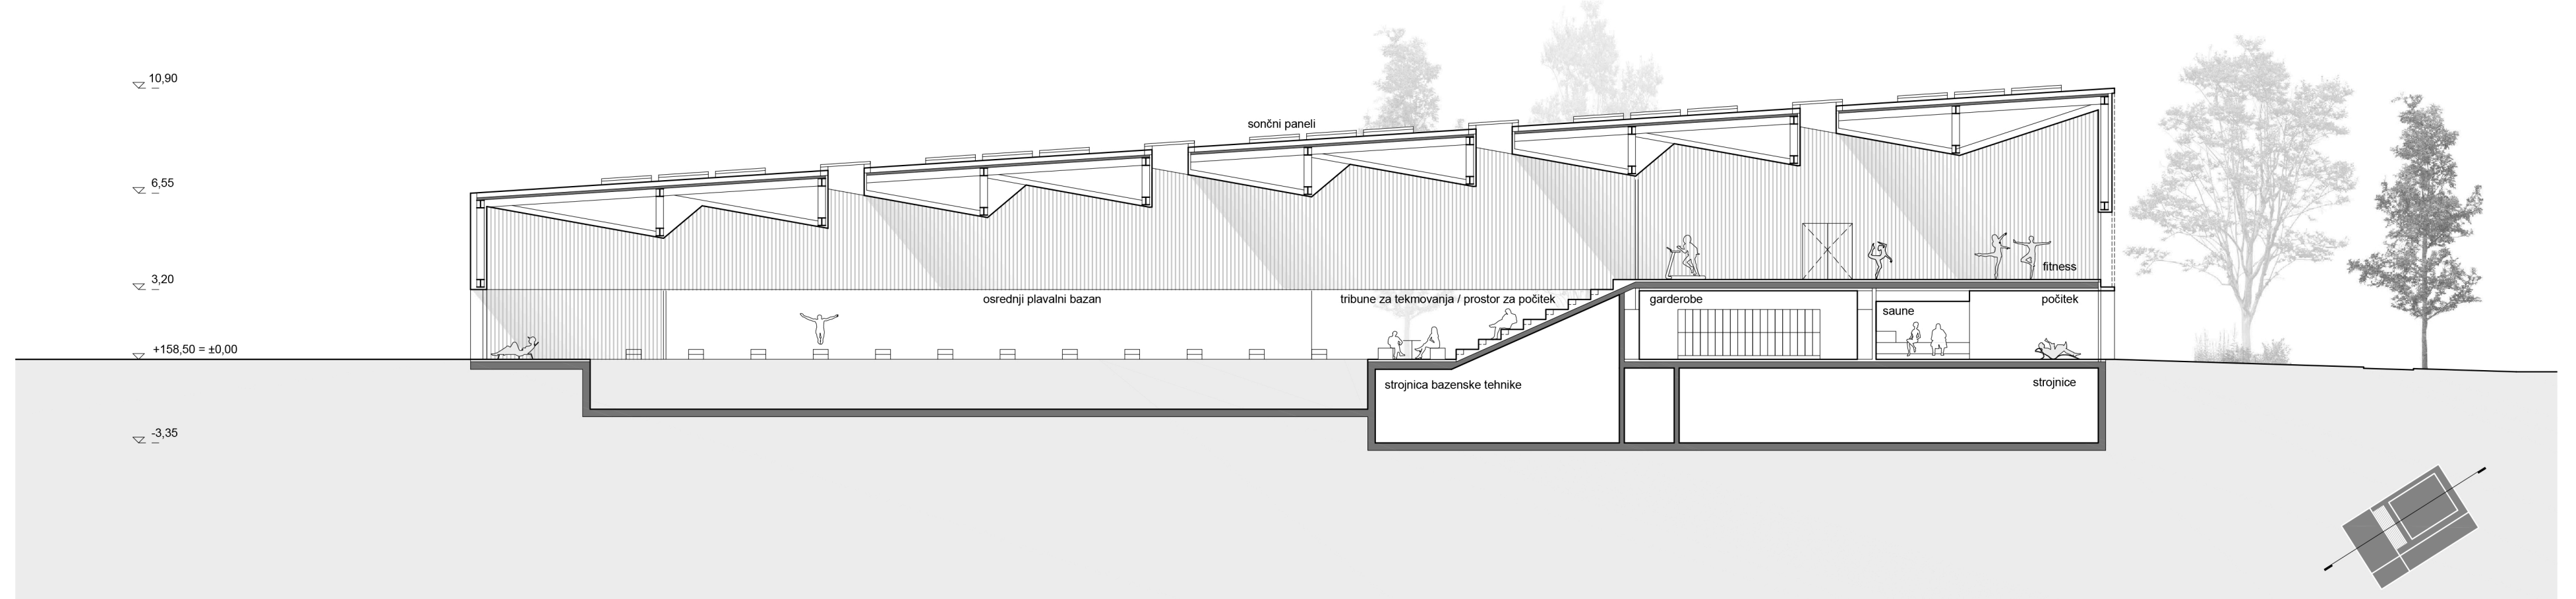 10,90
sončni paneli
6,55
fitness
3,20
osrednji plavalni bazan
tribune za tekmovanja / prostor za počitek
garderobe
počitek
saune
+158,50 = ±0,00
strojnica bazenske tehnike
strojnice
-3,35